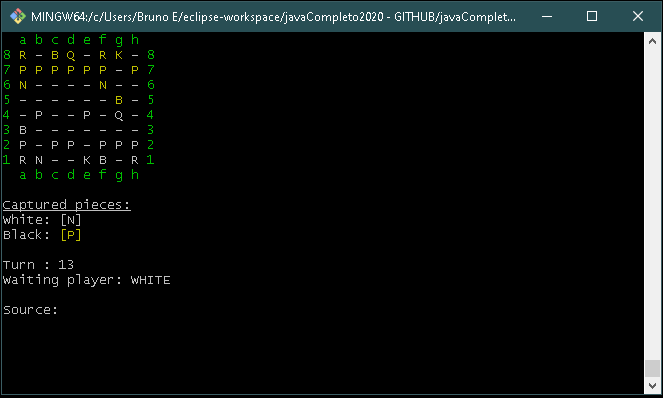 MINGW64:/c/Users/Bruno E/eclipse-workspace/javaCompleto2020 - GITHUB/javaComplet...
  a b c d e f g h
8 R - B Q - R K - 8
7 P P P P P P - P 7
6 N - - - - N - - 6
5 - - - - - - B - 5
4 - P - - P - Q - 4
3 B - - - - - - - 3
2 P - P P - P P P 2
1 R N - - K B - R 1
  a b c d e f g h
Captured pieces:
White: [N]
Black: [P]
Turn : 13
Waiting player: WHITE
Source: